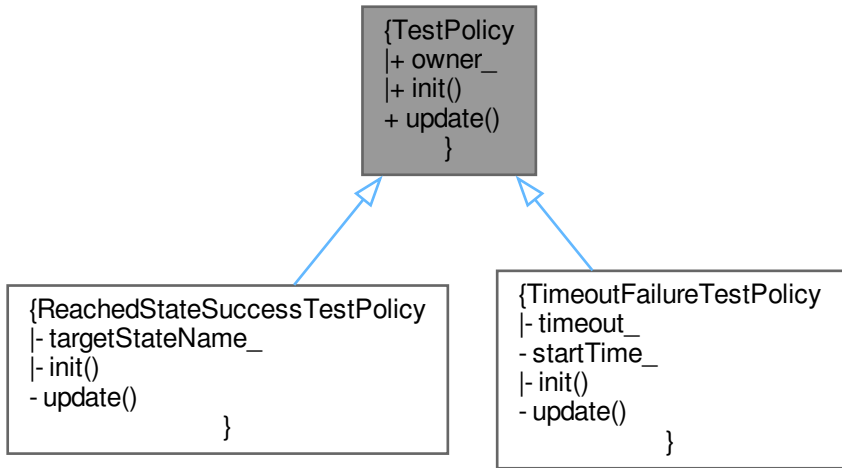 {TestPolicy
|+ owner_
|+ init()
+ update()
}
{ReachedStateSuccessTestPolicy
|- targetStateName_
|- init()
- update()
}
{TimeoutFailureTestPolicy
|- timeout_
- startTime_
|- init()
- update()
}